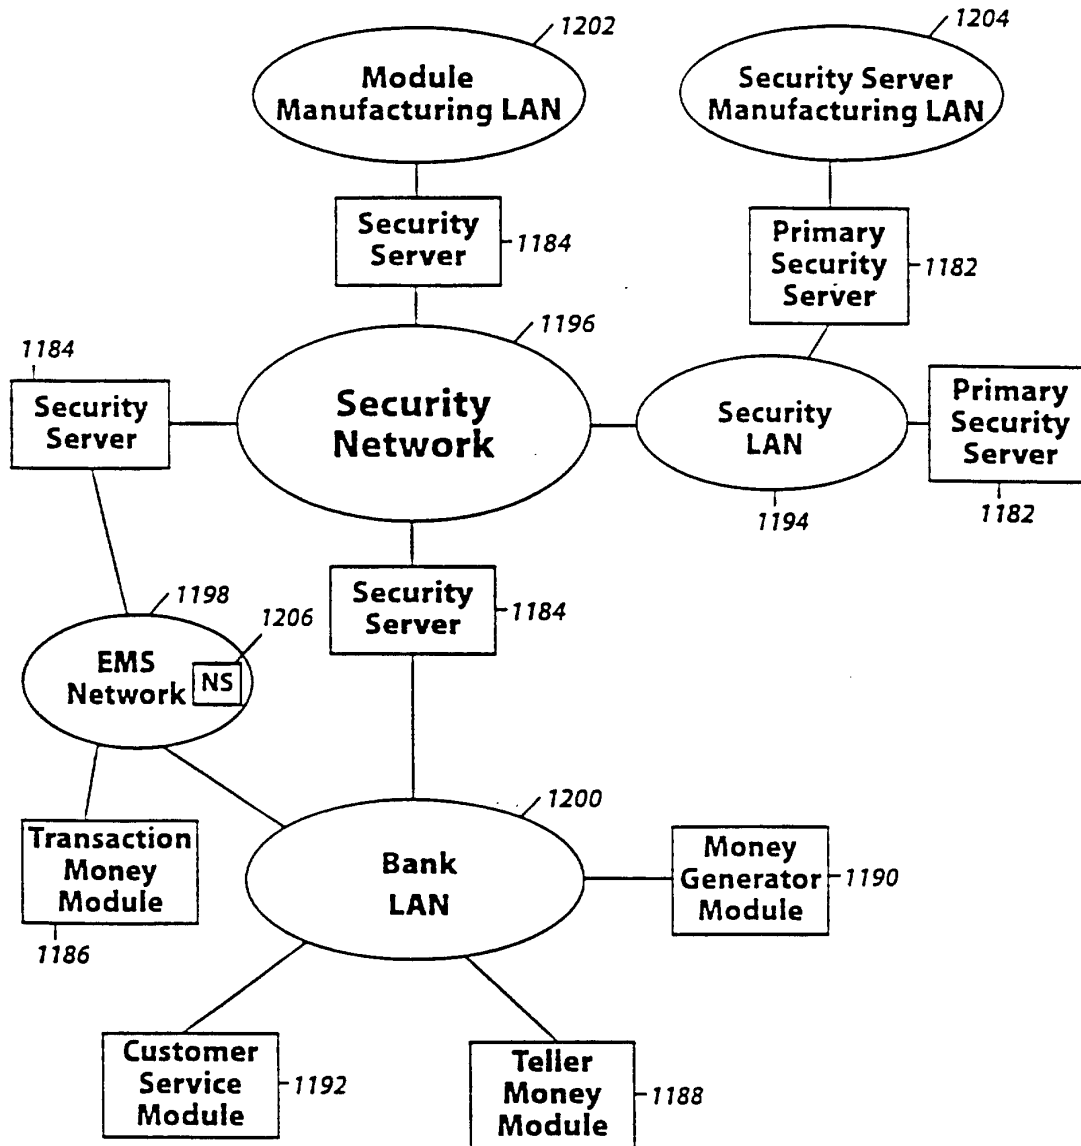 1202
Module
Manufacturing LAN
1204
Security Server
Manufacturing LAN
Security
Server
1184
Primary
Security
Server
1182
1196
Security
Network
1184
Security
Server
Security
LAN
1194
Primary
Security
Server
1182
Security
Server
1184
1198
1206
EMS
Network
NS
1200
Bank
LAN
Transaction
Money
Module
1186
Money
Generator
Module
1190
Customer
Service
Module
1192
Teller
Money
Module
1188